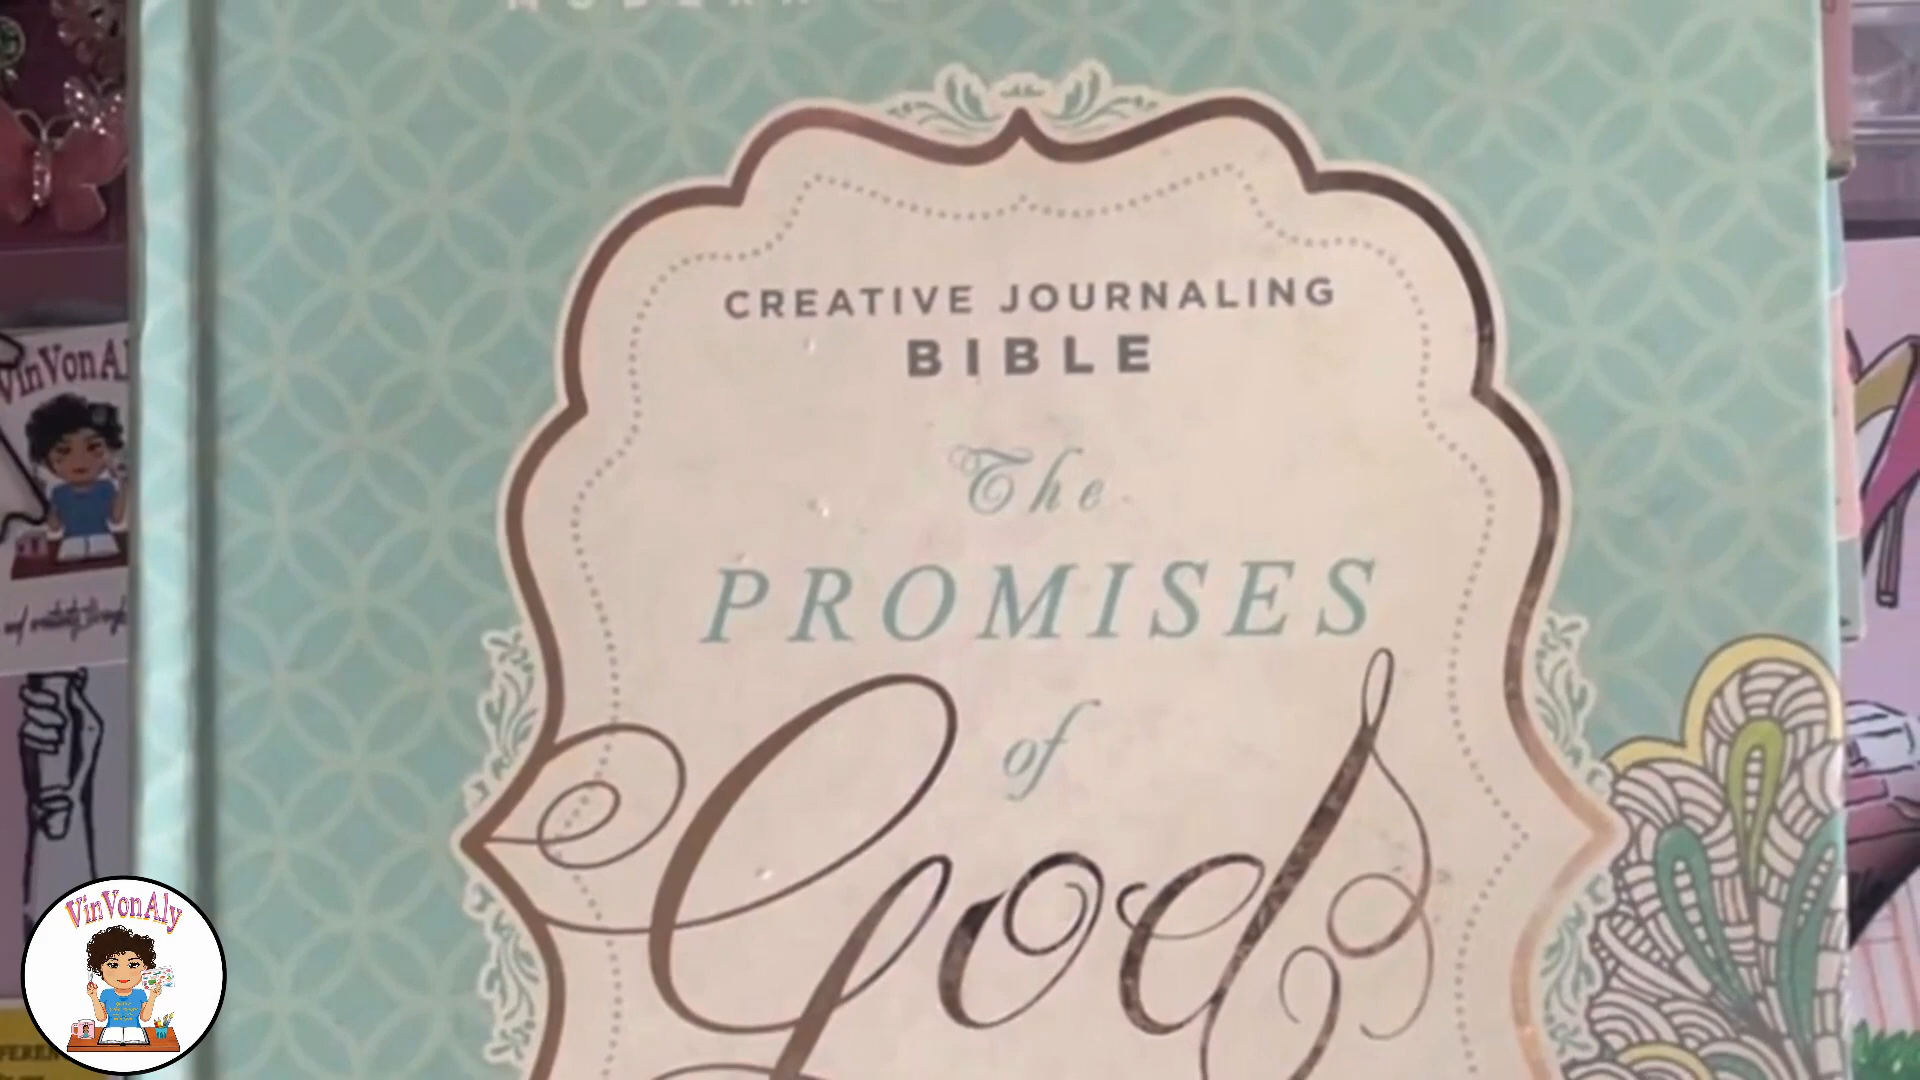 CREATIVE JOURNALING
BIBLE
The
PROMISES
of
God
VinVonAly
VinVonAly